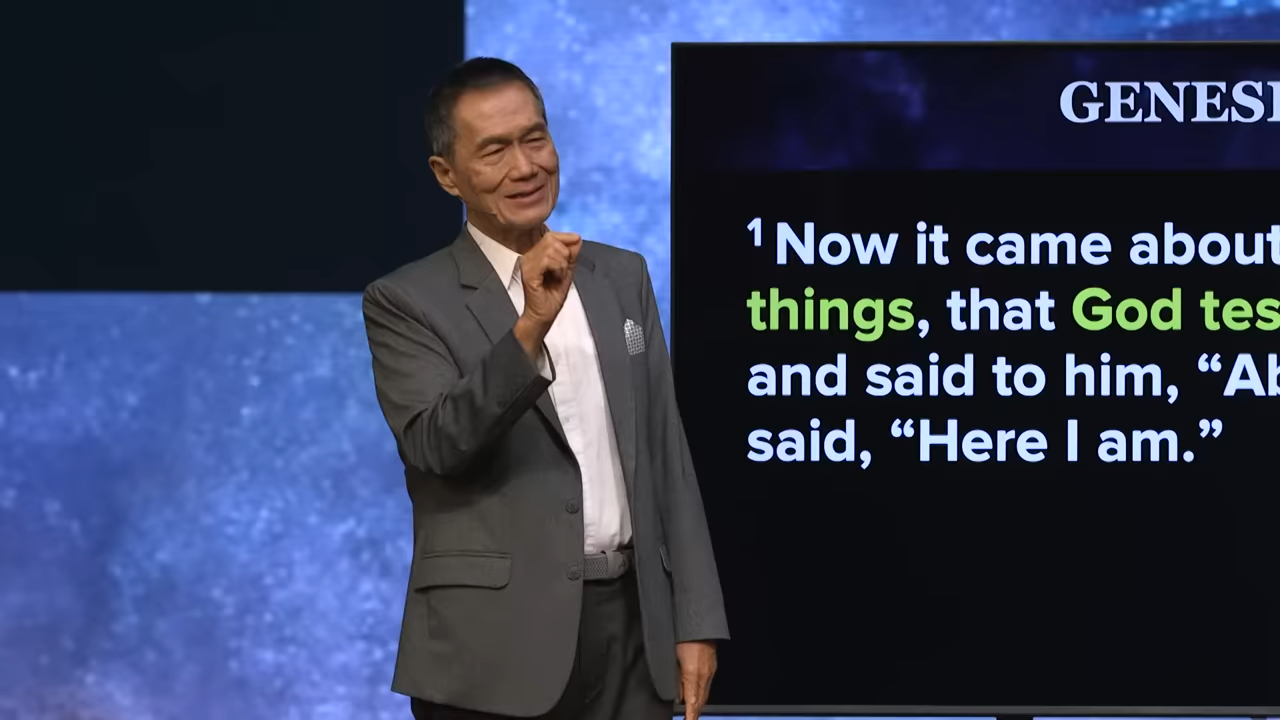 GENESI
1 Now it came about
things, that God tes
and said to him, “Ab
said, “Here I am.”